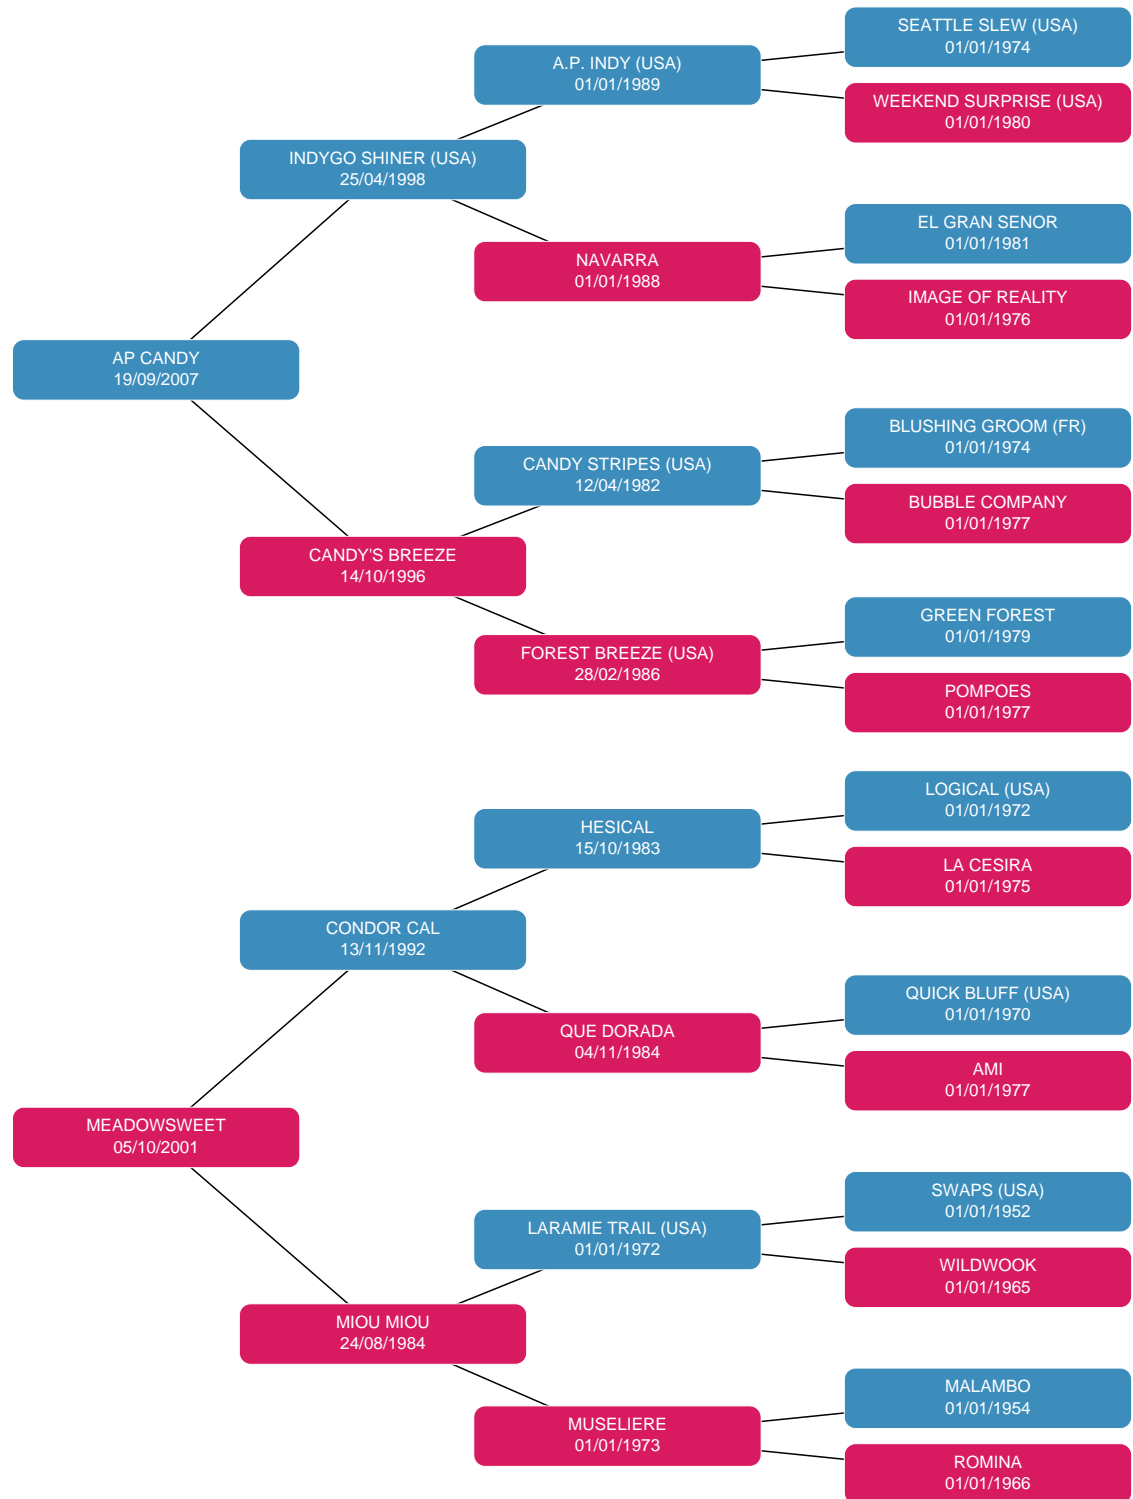 SEATTLE SLEW (USA)
01/01/1974
A.P. INDY (USA)
01/01/1989
WEEKEND SURPRISE (USA)
01/01/1980
INDYGO SHINER (USA)
25/04/1998
EL GRAN SENOR
01/01/1981
NAVARRA
01/01/1988
IMAGE OF REALITY
01/01/1976
AP CANDY
19/09/2007
BLUSHING GROOM (FR)
01/01/1974
CANDY STRIPES (USA)
12/04/1982
BUBBLE COMPANY
01/01/1977
CANDY'S BREEZE
14/10/1996
GREEN FOREST
01/01/1979
FOREST BREEZE (USA)
28/02/1986
POMPOES
01/01/1977
LOGICAL (USA)
01/01/1972
HESICAL
15/10/1983
LA CESIRA
01/01/1975
CONDOR CAL
13/11/1992
QUICK BLUFF (USA)
01/01/1970
QUE DORADA
04/11/1984
AMI
01/01/1977
MEADOWSWEET
05/10/2001
SWAPS (USA)
01/01/1952
LARAMIE TRAIL (USA)
01/01/1972
WILDWOOK
01/01/1965
MIOU MIOU
24/08/1984
MALAMBO
01/01/1954
MUSELIERE
01/01/1973
ROMINA
01/01/1966